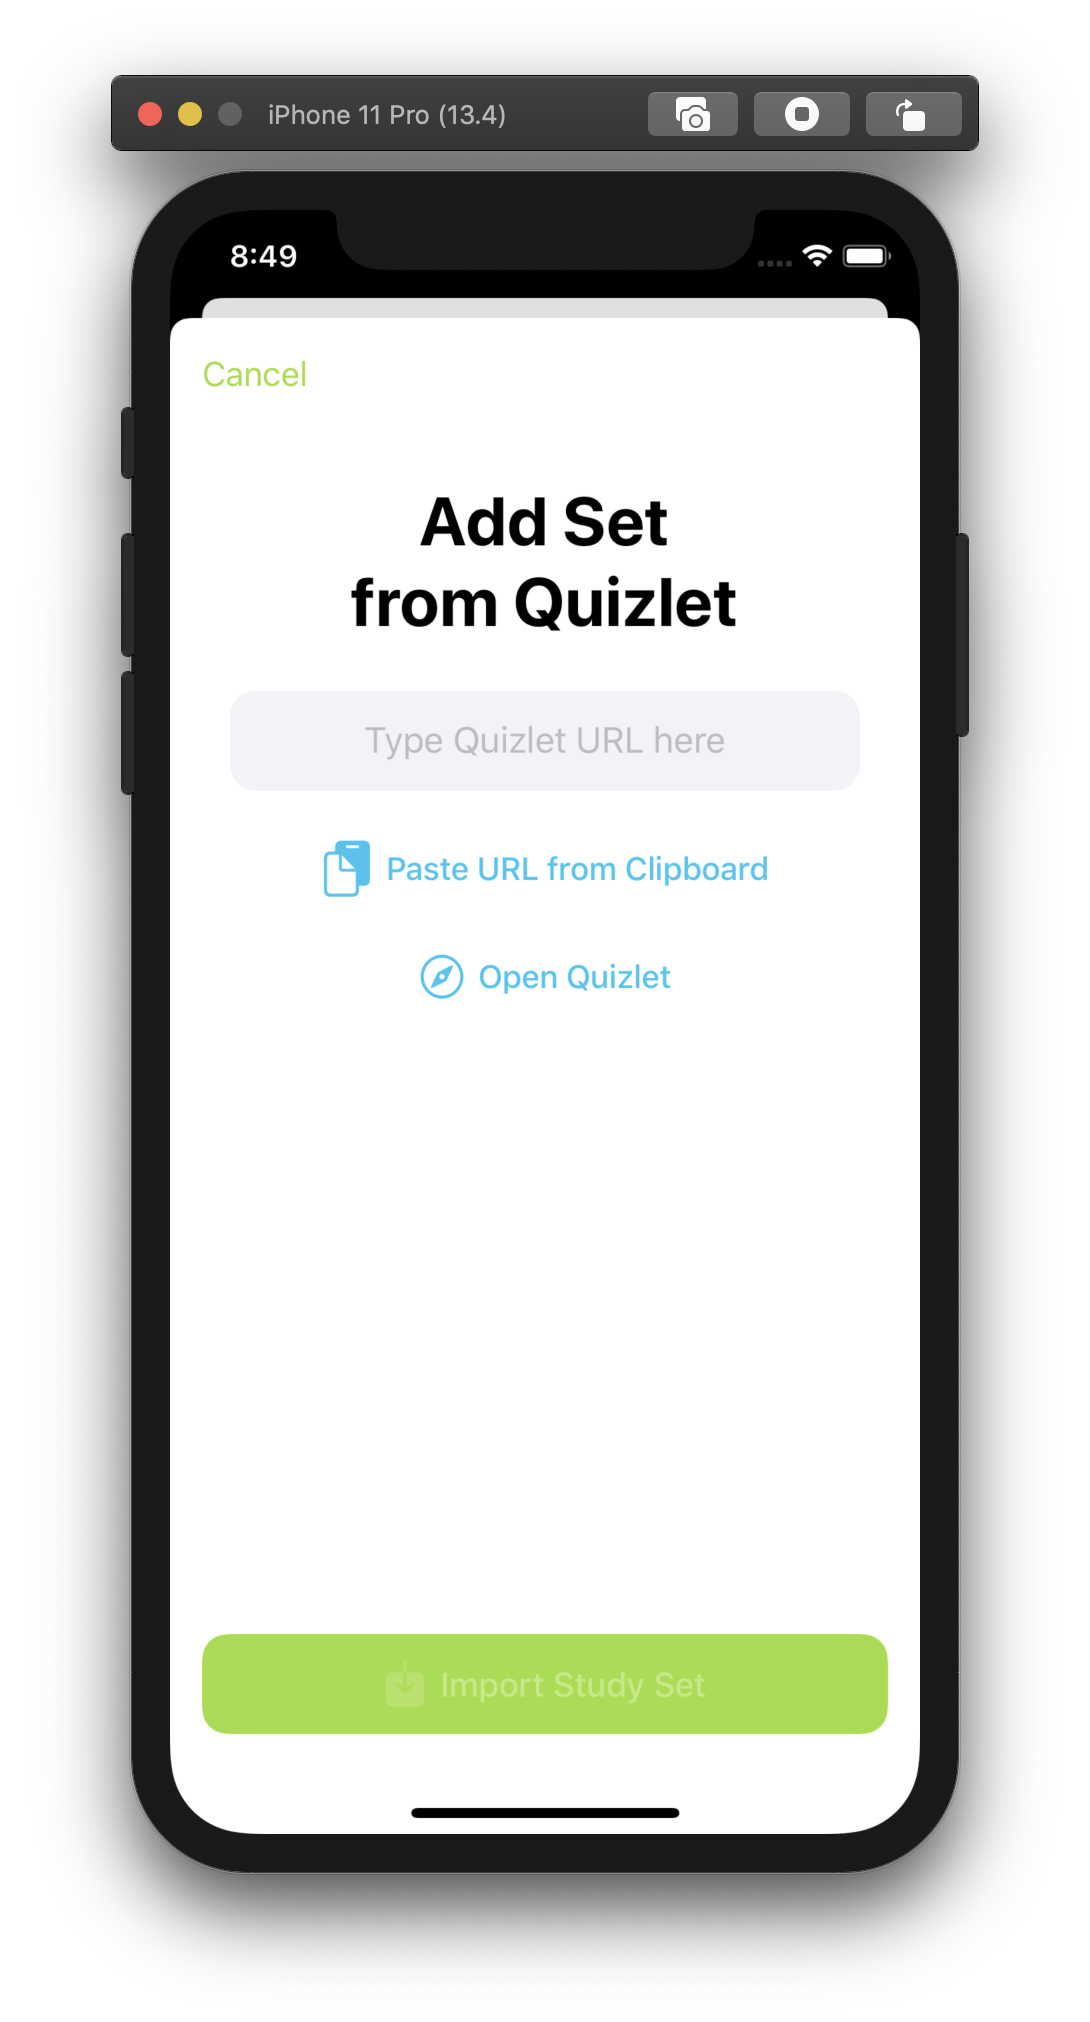 iPhone 11 Pro (13.4)
8:49
Cancel
Add Set
from Quizlet
Type Quizlet URL here
Paste URL from Clipboard
Open Quizlet
Import Study Set